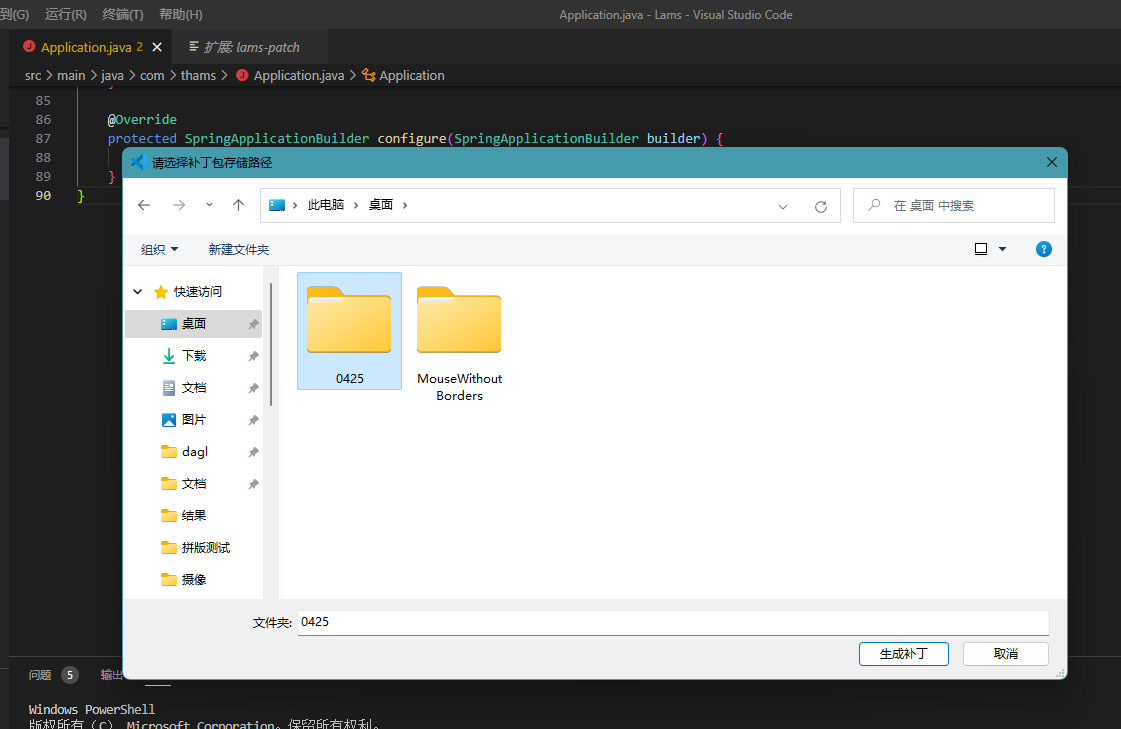 到(G) 运行(R) 终端(T) 帮助(H) Application.java - Lams - Visual Studio Code
Application.java 2 扩展: lams-patch
src > main > java > com > thams > Application.java > Application
85 }
86 @Override
87 protected SpringApplicationBuilder configure(SpringApplicationBuilder builder) {
88
89 }
90 }
请选择补丁包存储路径
此电脑 > 桌面 >
在 桌面 中搜索
组织 新建文件夹
快速访问
桌面
下载
文档
图片
dagl
文档
结果
拼版测试
摄像
0425
MouseWithout
Borders
文件夹: 0425
生成补丁 取消
问题 5 输出
Windows PowerShell
版权所有 (C) Microsoft Corporation。保留所有权利。